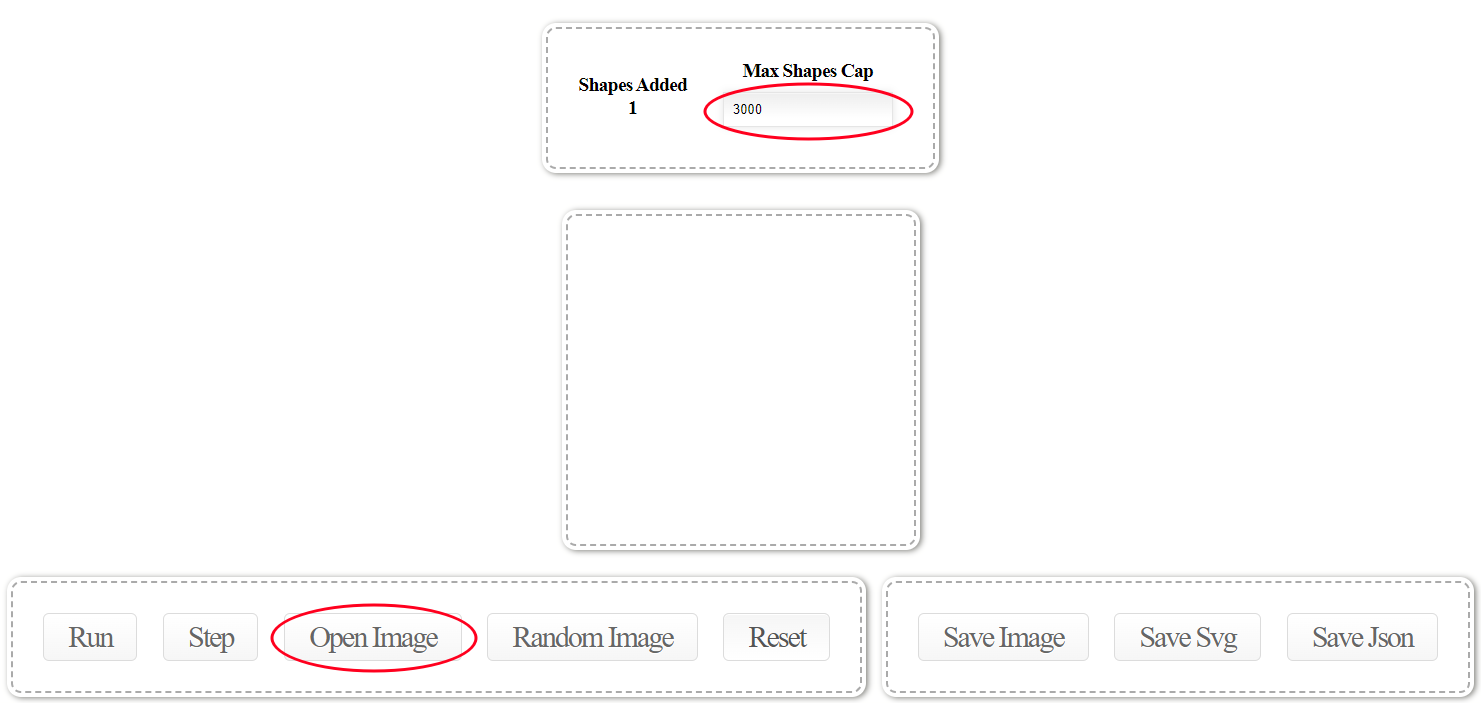 Max Shapes Cap
Shapes Added
1
3000
Run Step Open Image Random Image Reset
Save Image Save Svg Save Json